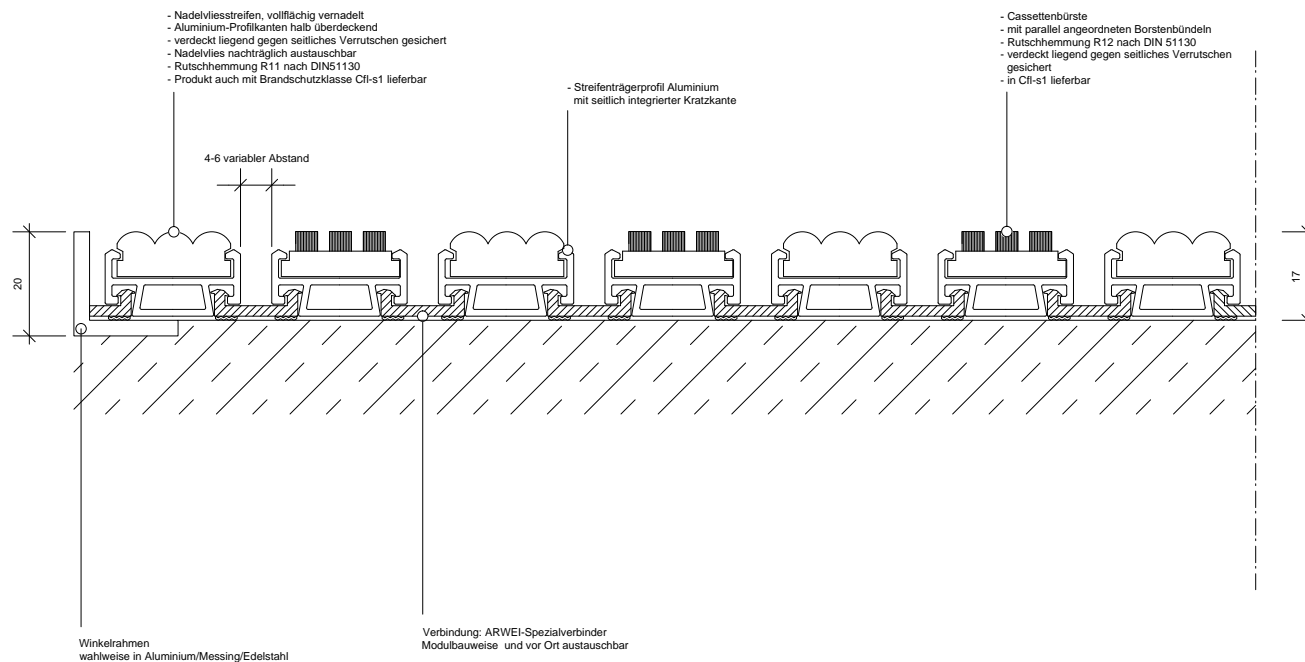 - Nadelvliesstreifen, vollflächig vernadelt
- Aluminium-Profilkanten halb überdeckend
- verdeckt liegend gegen seitliches Verrutschen gesichert
- Nadelvlies nachträglich austauschbar
- Rutschhemmung R11 nach DIN51130
- Produkt auch mit Brandschutzklasse Cfl-s1 lieferbar
- Cassettenbürste
- mit parallel angeordneten Borstenbündeln
- Rutschhemmung R12 nach DIN 51130
- verdeckt liegend gegen seitliches Verrutschen
gesichert
- in Cfl-s1 lieferbar
- Streifenträgerprofil Aluminium
mit seitlich integrierter Kratzkante
4-6 variabler Abstand
20
17
Winkelrahmen
wahlweise in Aluminium/Messing/Edelstahl
Verbindung: ARWEI-Spezialverbinder
Modulbauweise und vor Ort austauschbar